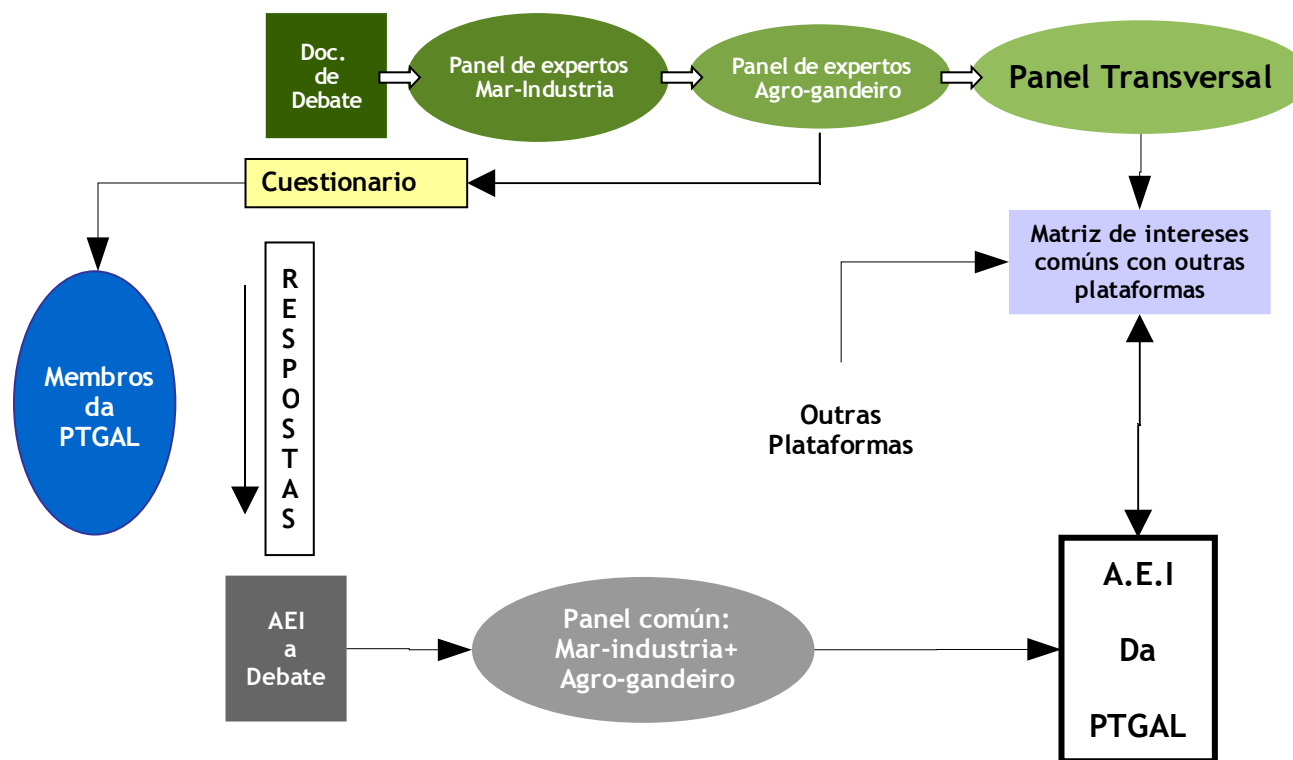 Doc.
de
Debate
Panel de expertos
Mar-Industria
Panel de expertos
Agro-gandeiro
Panel Transversal
Cuestionario
Matriz de intereses
comúns con outras
plataformas
RESPOSTAS
Membros
da
PTGAL
Outras
Plataformas
AEI
a
Debate
Panel común:
Mar-industria+
Agro-gandeiro
A.E.I
Da
PTGAL